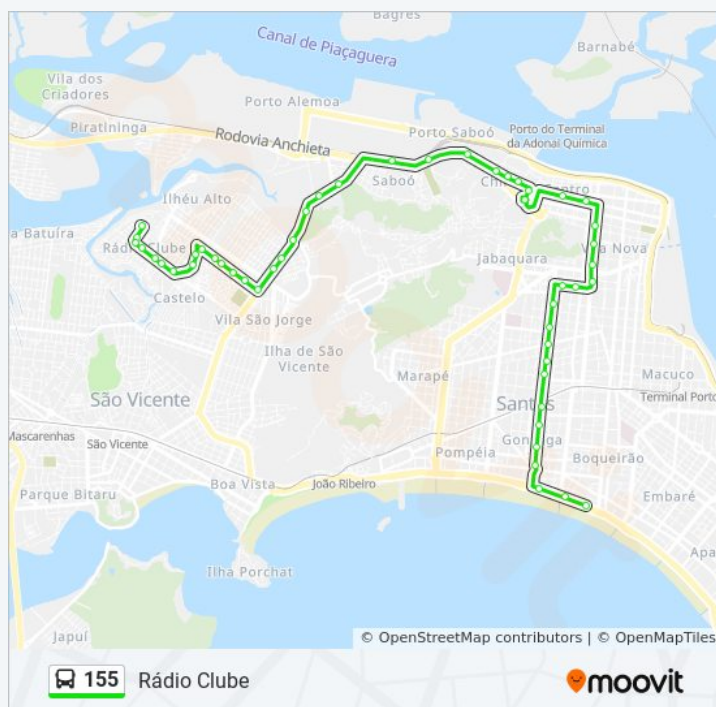 Bagres
Canal de Piaçaguera
Barnabé
Vila dos
Criadores
Porto Alemoa
Piratininga
Rodovia Anchieta
Porto Saboó
Porto do Terminal
da Adonai Quimica
Saboó
Ch
Centro
Ilhéu Alto
a Batuíra
Rádio Clube
Vila Nova
Jabaquara
Castelo
Vila São Jorge
Ilha de São
Vicente
Marapé
Macuco
São Vicente
Santos
Terminal Porto
Mascarenhas
São Vicente
Gonzaga
Pompéia
Boqueirão
Boa Vista
João Ribeiro
Parque Bitaru
Embaré
Apa
Ilha Porchat
Japuí
© OpenStreetMap contributors | © OpenMapTiles
155 Rádio Clube
moovit